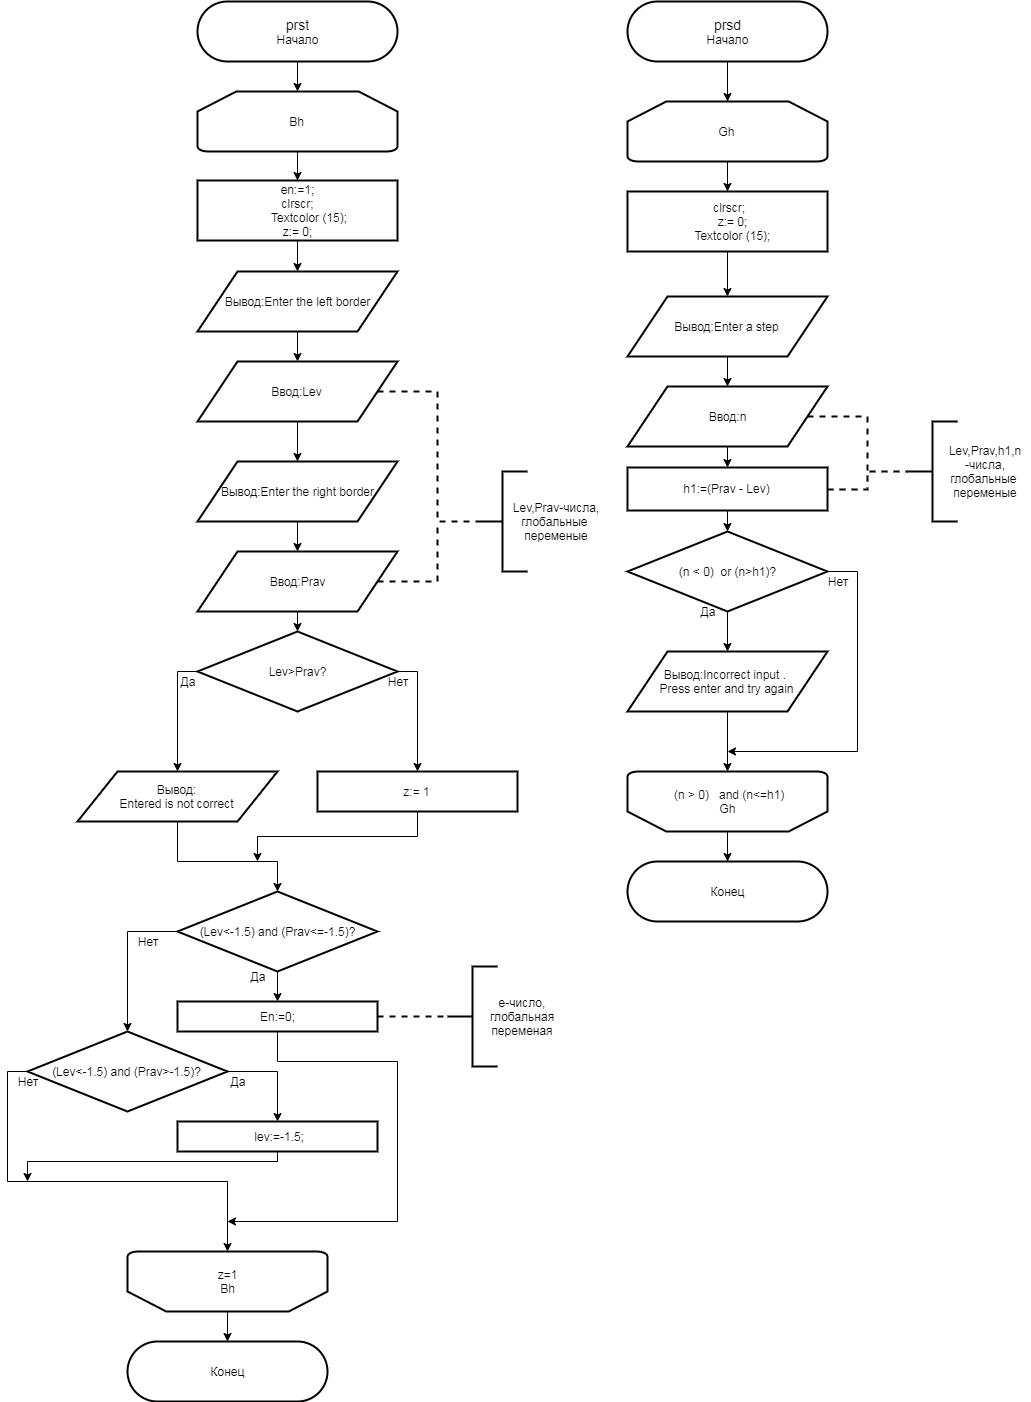 prst
Начало
Bh
en:=1;
clrscr;
Textcolor (15);
z:= 0;
Вывод:Enter the left border
Ввод:Lev
Вывод:Enter the right border
Ввод:Prav
Lev,Prav-числа,
глобальные
переменые
Lev>Prav?
Да
Нет
Вывод:
Entered is not correct
z:= 1
(Lev<-1.5) and (Prav<=-1.5)?
Нет
Да
En:=0;
e-число,
глобальная
переменая
(Lev<-1.5) and (Prav>-1.5)?
Нет
Да
lev:=-1.5;
z=1
Bh
Конец
prsd
Начало
Gh
clrscr;
z:= 0;
Textcolor (15);
Вывод:Enter a step
Ввод:n
h1:=(Prav - Lev)
Lev,Prav,h1,n
-числа,
глобальные
переменые
(n < 0) or (n>h1)?
Нет
Да
Вывод:Incorrect input .
Press enter and try again
(n > 0) and (n<=h1)
Gh
Конец